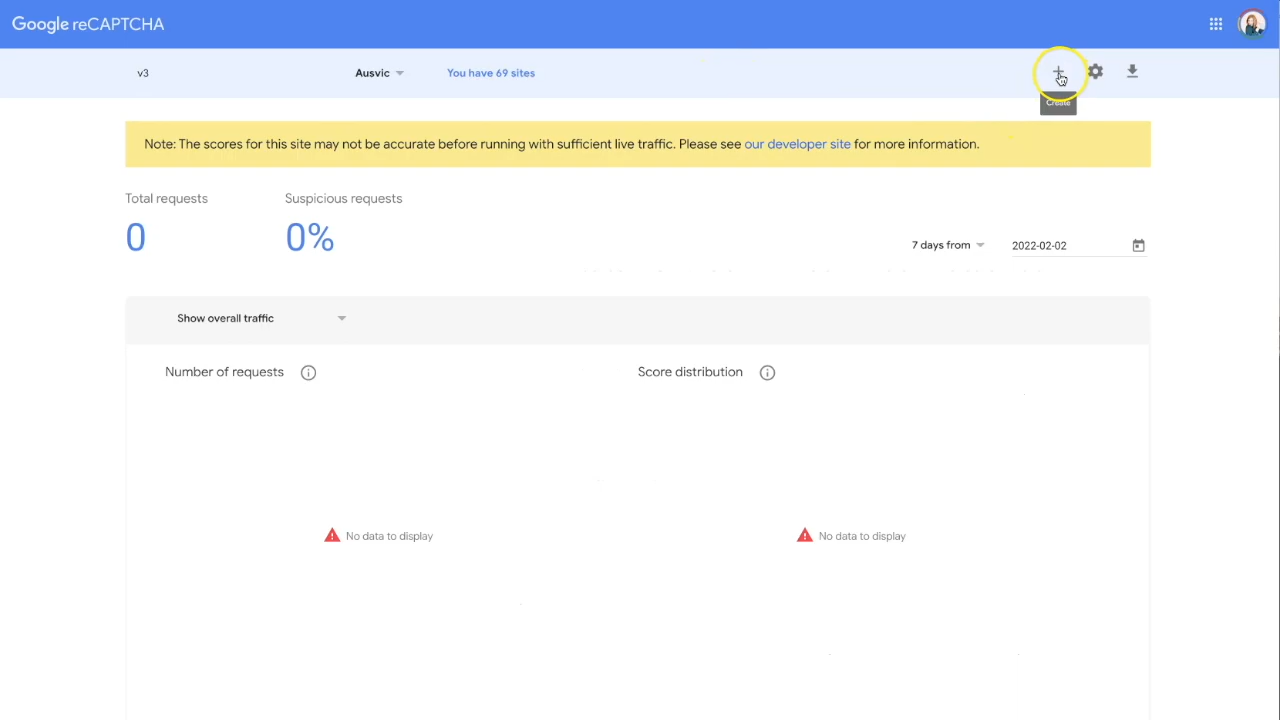 Google reCAPTCHA
v3
Ausvic
You have 69 sites
Create
Note: The scores for this site may not be accurate before running with sufficient live traffic. Please see our developer site for more information.
Total requests
Suspicious requests
0
0%
7 days from
2022-02-02
Show overall traffic
Number of requests
Score distribution
No data to display
No data to display